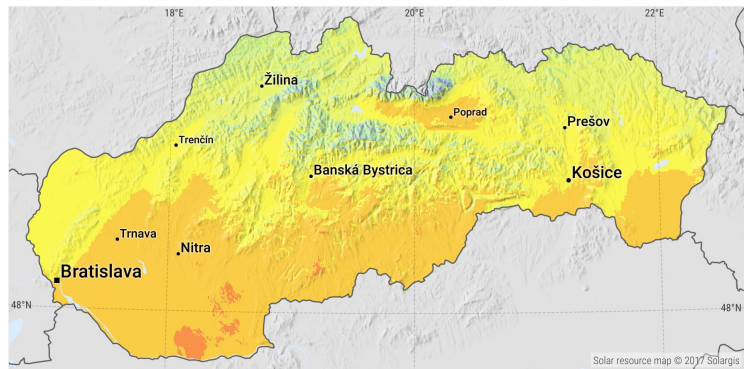 18°E 20°E 22°E
Žilina
Poprad
Prešov
Trenčín
Banská Bystrica
Košice
Trnava
Nitra
Bratislava
48°N 48°N
Solar resource map © 2017 Solargis